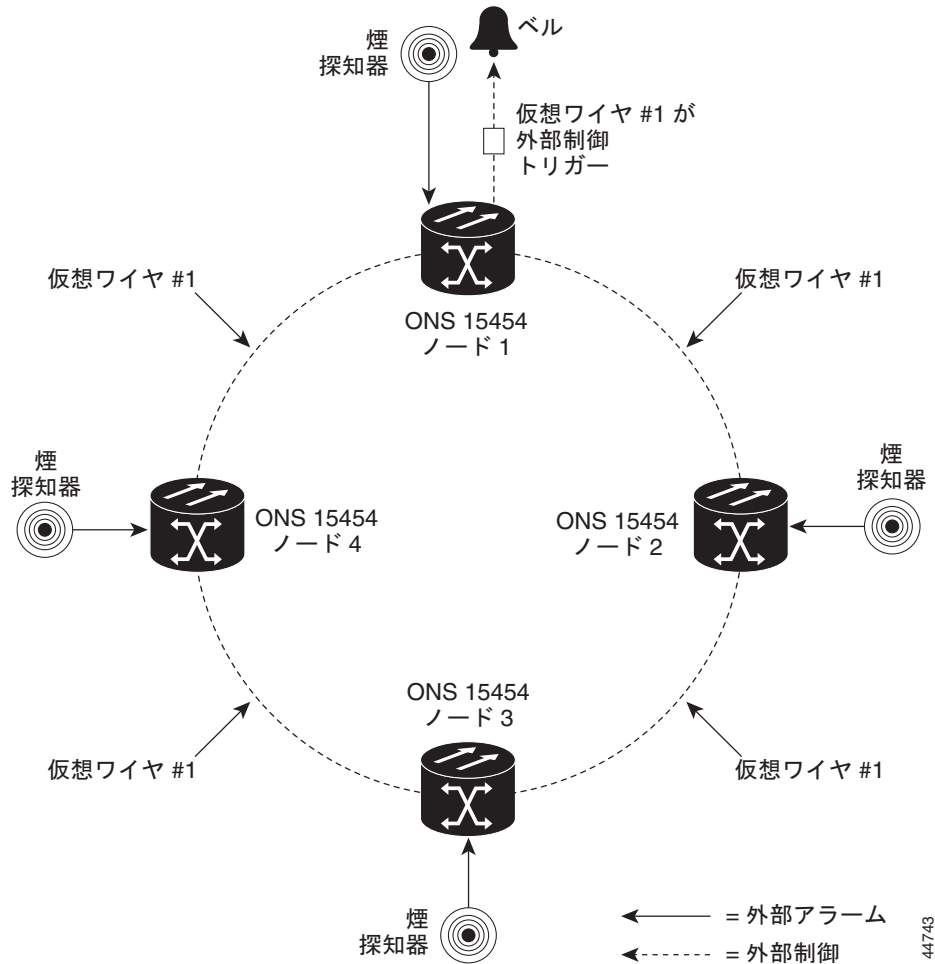 煙
探知器
ベル
仮想ワイヤ #1 が
外部制御
トリガー
仮想ワイヤ #1
仮想ワイヤ #1
ONS 15454
ノード 1
煙
探知器
ONS 15454
ノード 4
ONS 15454
ノード 2
煙
探知器
ONS 15454
ノード 3
仮想ワイヤ #1
仮想ワイヤ #1
煙
探知器
= 外部アラーム
= 外部制御
44743